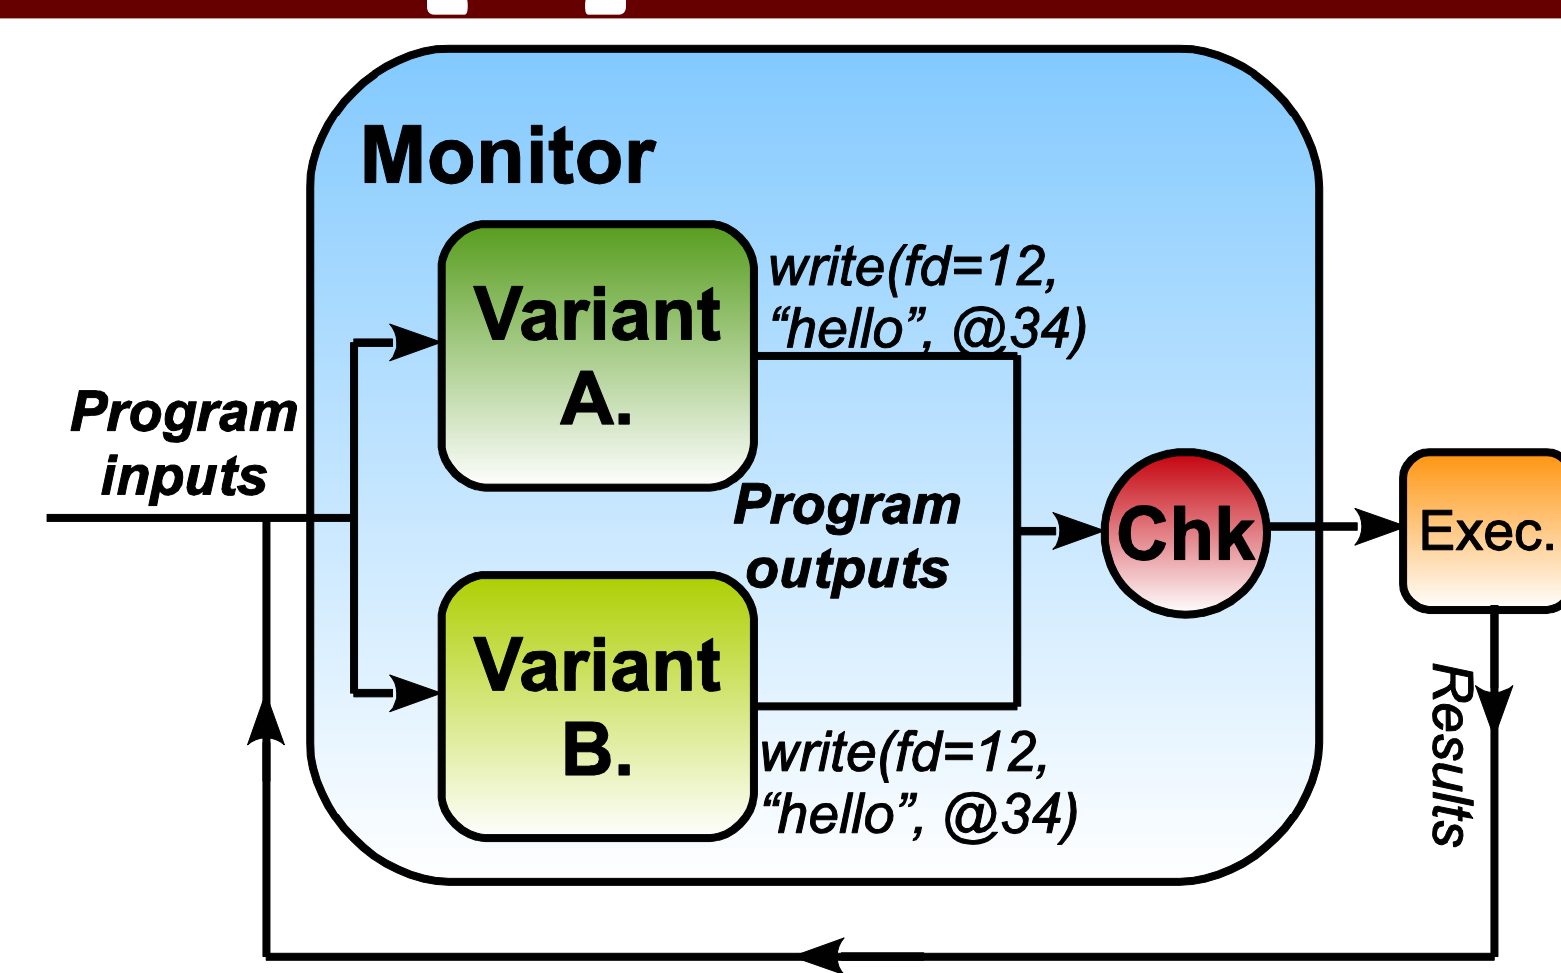 Monitor
write(fd=12,
“hello”, @34)
Variant
A.
Program
inputs
Program
outputs
Chk
Exec.
Variant
B.
write(fd=12,
“hello”, @34)
Results